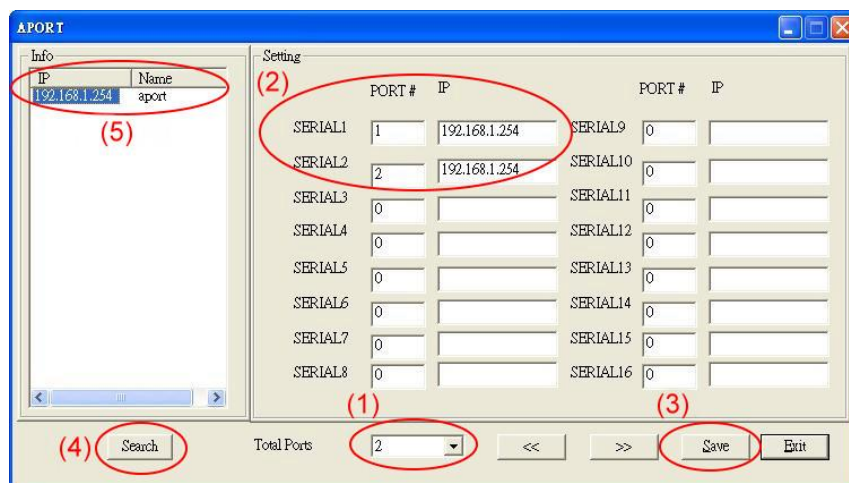 APORT
Info
IP Name
192.168.1.254 aport
(5)
Setting
(2)
PORT # IP PORT # IP
SERIAL1 1 192.168.1.254 SERIAL9 0
SERIAL2 2 192.168.1.254 SERIAL10 0
SERIAL3 0 SERIAL11 0
SERIAL4 0 SERIAL12 0
SERIAL5 0 SERIAL13 0
SERIAL6 0 SERIAL14 0
SERIAL7 0 SERIAL15 0
SERIAL8 0 SERIAL16 0
(1) (3)
(4) Search Total Ports 2 << >> Save Exit